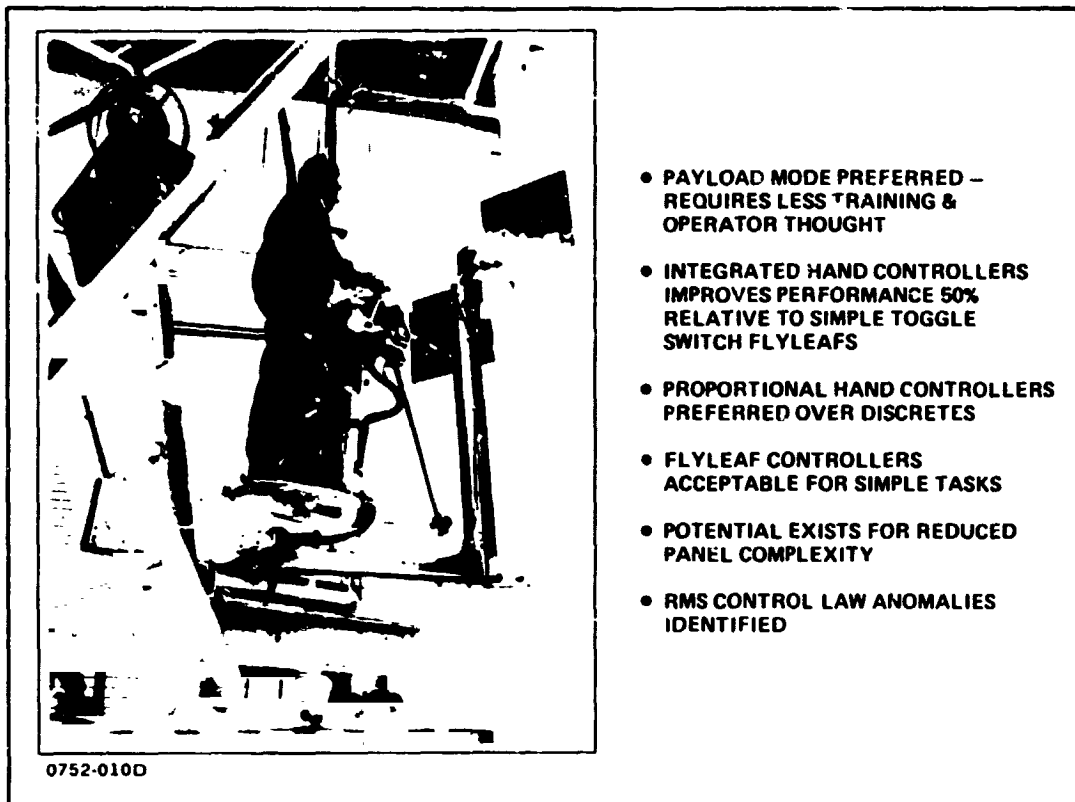 • PAYLOAD MODE PREFERRED –
REQUIRES LESS TRAINING &
OPERATOR THOUGHT
• INTEGRATED HAND CONTROLLERS
IMPROVES PERFORMANCE 50%
RELATIVE TO SIMPLE TOGGLE
SWITCH FLYLEAFS
• PROPORTIONAL HAND CONTROLLERS
PREFERRED OVER DISCRETES
• FLYLEAF CONTROLLERS
ACCEPTABLE FOR SIMPLE TASKS
• POTENTIAL EXISTS FOR REDUCED
PANEL COMPLEXITY
• RMS CONTROL LAW ANOMALIES
IDENTIFIED
0752-010D